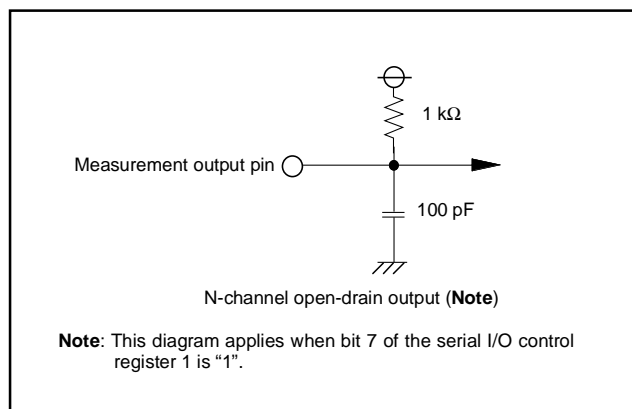 1 kΩ
Measurement output pin
100 pF
N-channel open-drain output (Note)
Note: This diagram applies when bit 7 of the serial I/O control
register 1 is “1”.